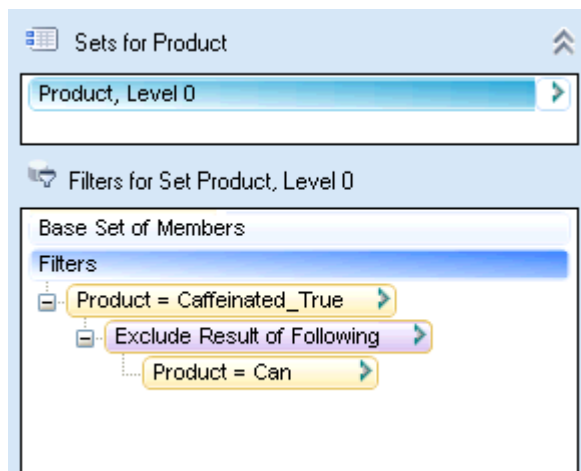 Sets for Product
Product, Level 0
Filters for Set Product, Level 0
Base Set of Members
Filters
Product = Caffeinated_True
Exclude Result of Following
Product = Can